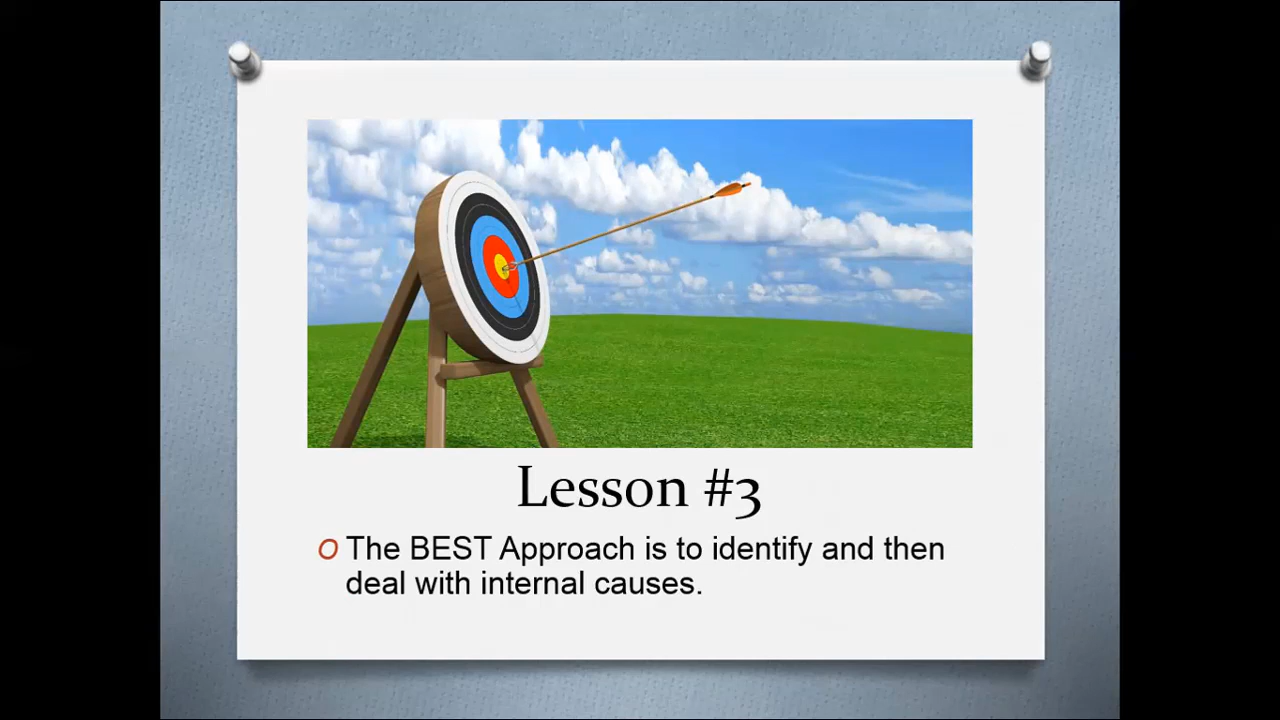 Lesson #3
The BEST Approach is to identify and then
deal with internal causes.